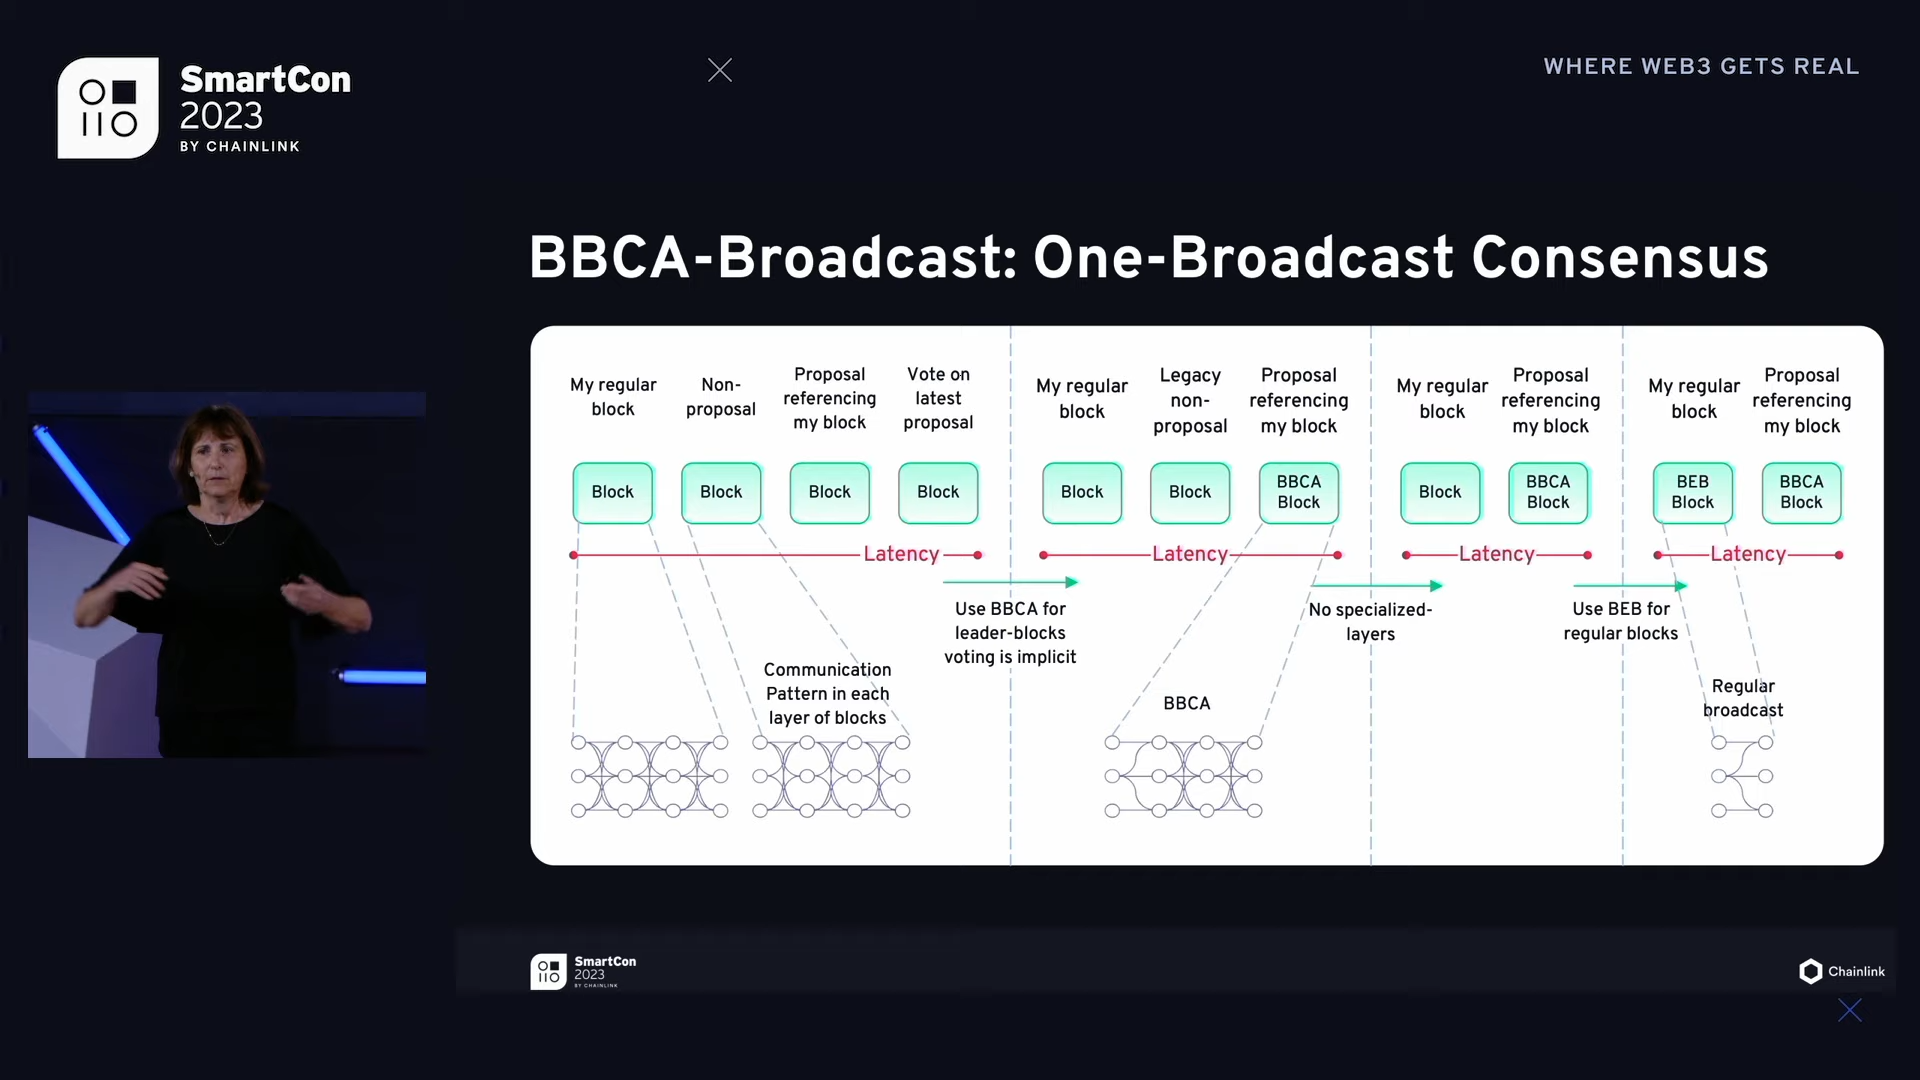 SmartCon
2023
BY CHAINLINK
WHERE WEB3 GETS REAL
BBCA-Broadcast: One-Broadcast Consensus
My regular
block
Non-
proposal
Proposal
referencing
my block
Vote on
latest
proposal
My regular
block
Legacy
non-
proposal
Proposal
referencing
my block
My regular
block
Proposal
referencing
my block
My regular
block
Proposal
referencing
my block
Block
Block
Block
Block
Block
Block
BBCA
Block
Block
BBCA
Block
BEB
Block
BBCA
Block
Latency
Latency
Latency
Latency
Use BBCA for
leader-blocks
voting is implicit
No specialized-
layers
Use BEB for
regular blocks
Communication
Pattern in each
layer of blocks
BBCA
Regular
broadcast
SmartCon
2023
BY CHAINLINK
Chainlink